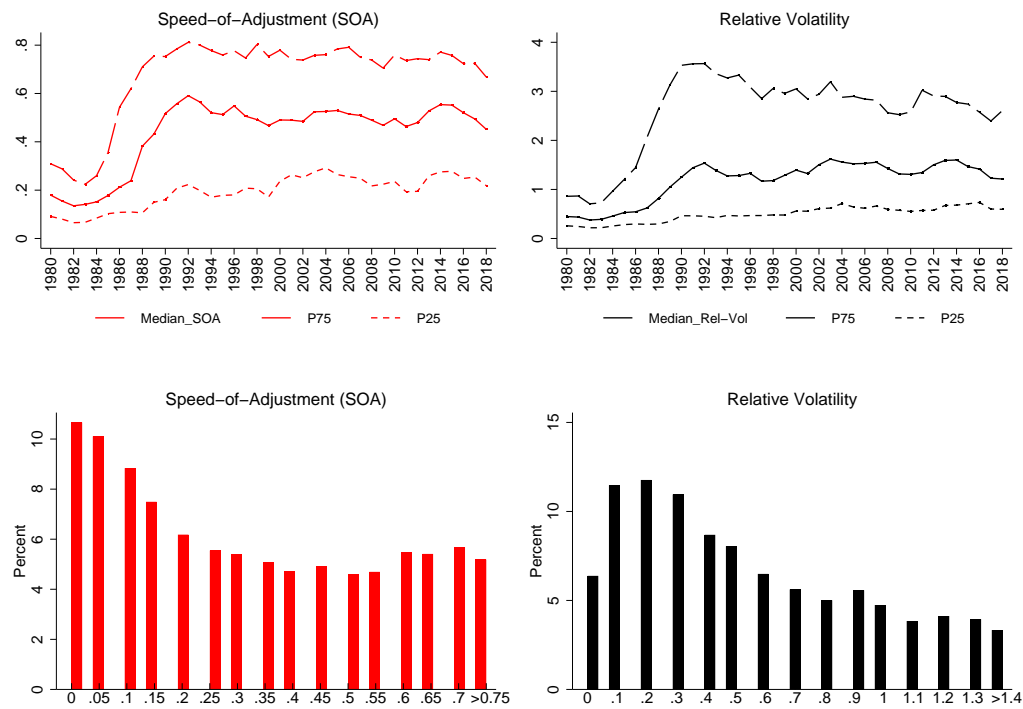 Speed−of−Adjustment (SOA)
0 .2 .4 .6 .8
1980 1982 1984 1986 1988 1990 1992 1994 1996 1998 2000 2002 2004 2006 2008 2010 2012 2014 2016 2018
Median_SOA P75 P25
Relative Volatility
0 1 2 3 4
1980 1982 1984 1986 1988 1990 1992 1994 1996 1998 2000 2002 2004 2006 2008 2010 2012 2014 2016 2018
Median_Rel−Vol P75 P25
Speed−of−Adjustment (SOA)
Percent
0 2 4 6 8 10
0 .05 .1 .15 .2 .25 .3 .35 .4 .45 .5 .55 .6 .65 .7 >0.75
Relative Volatility
Percent
0 5 10 15
0 .1 .2 .3 .4 .5 .6 .7 .8 .9 1 1.1 1.2 1.3 >1.4